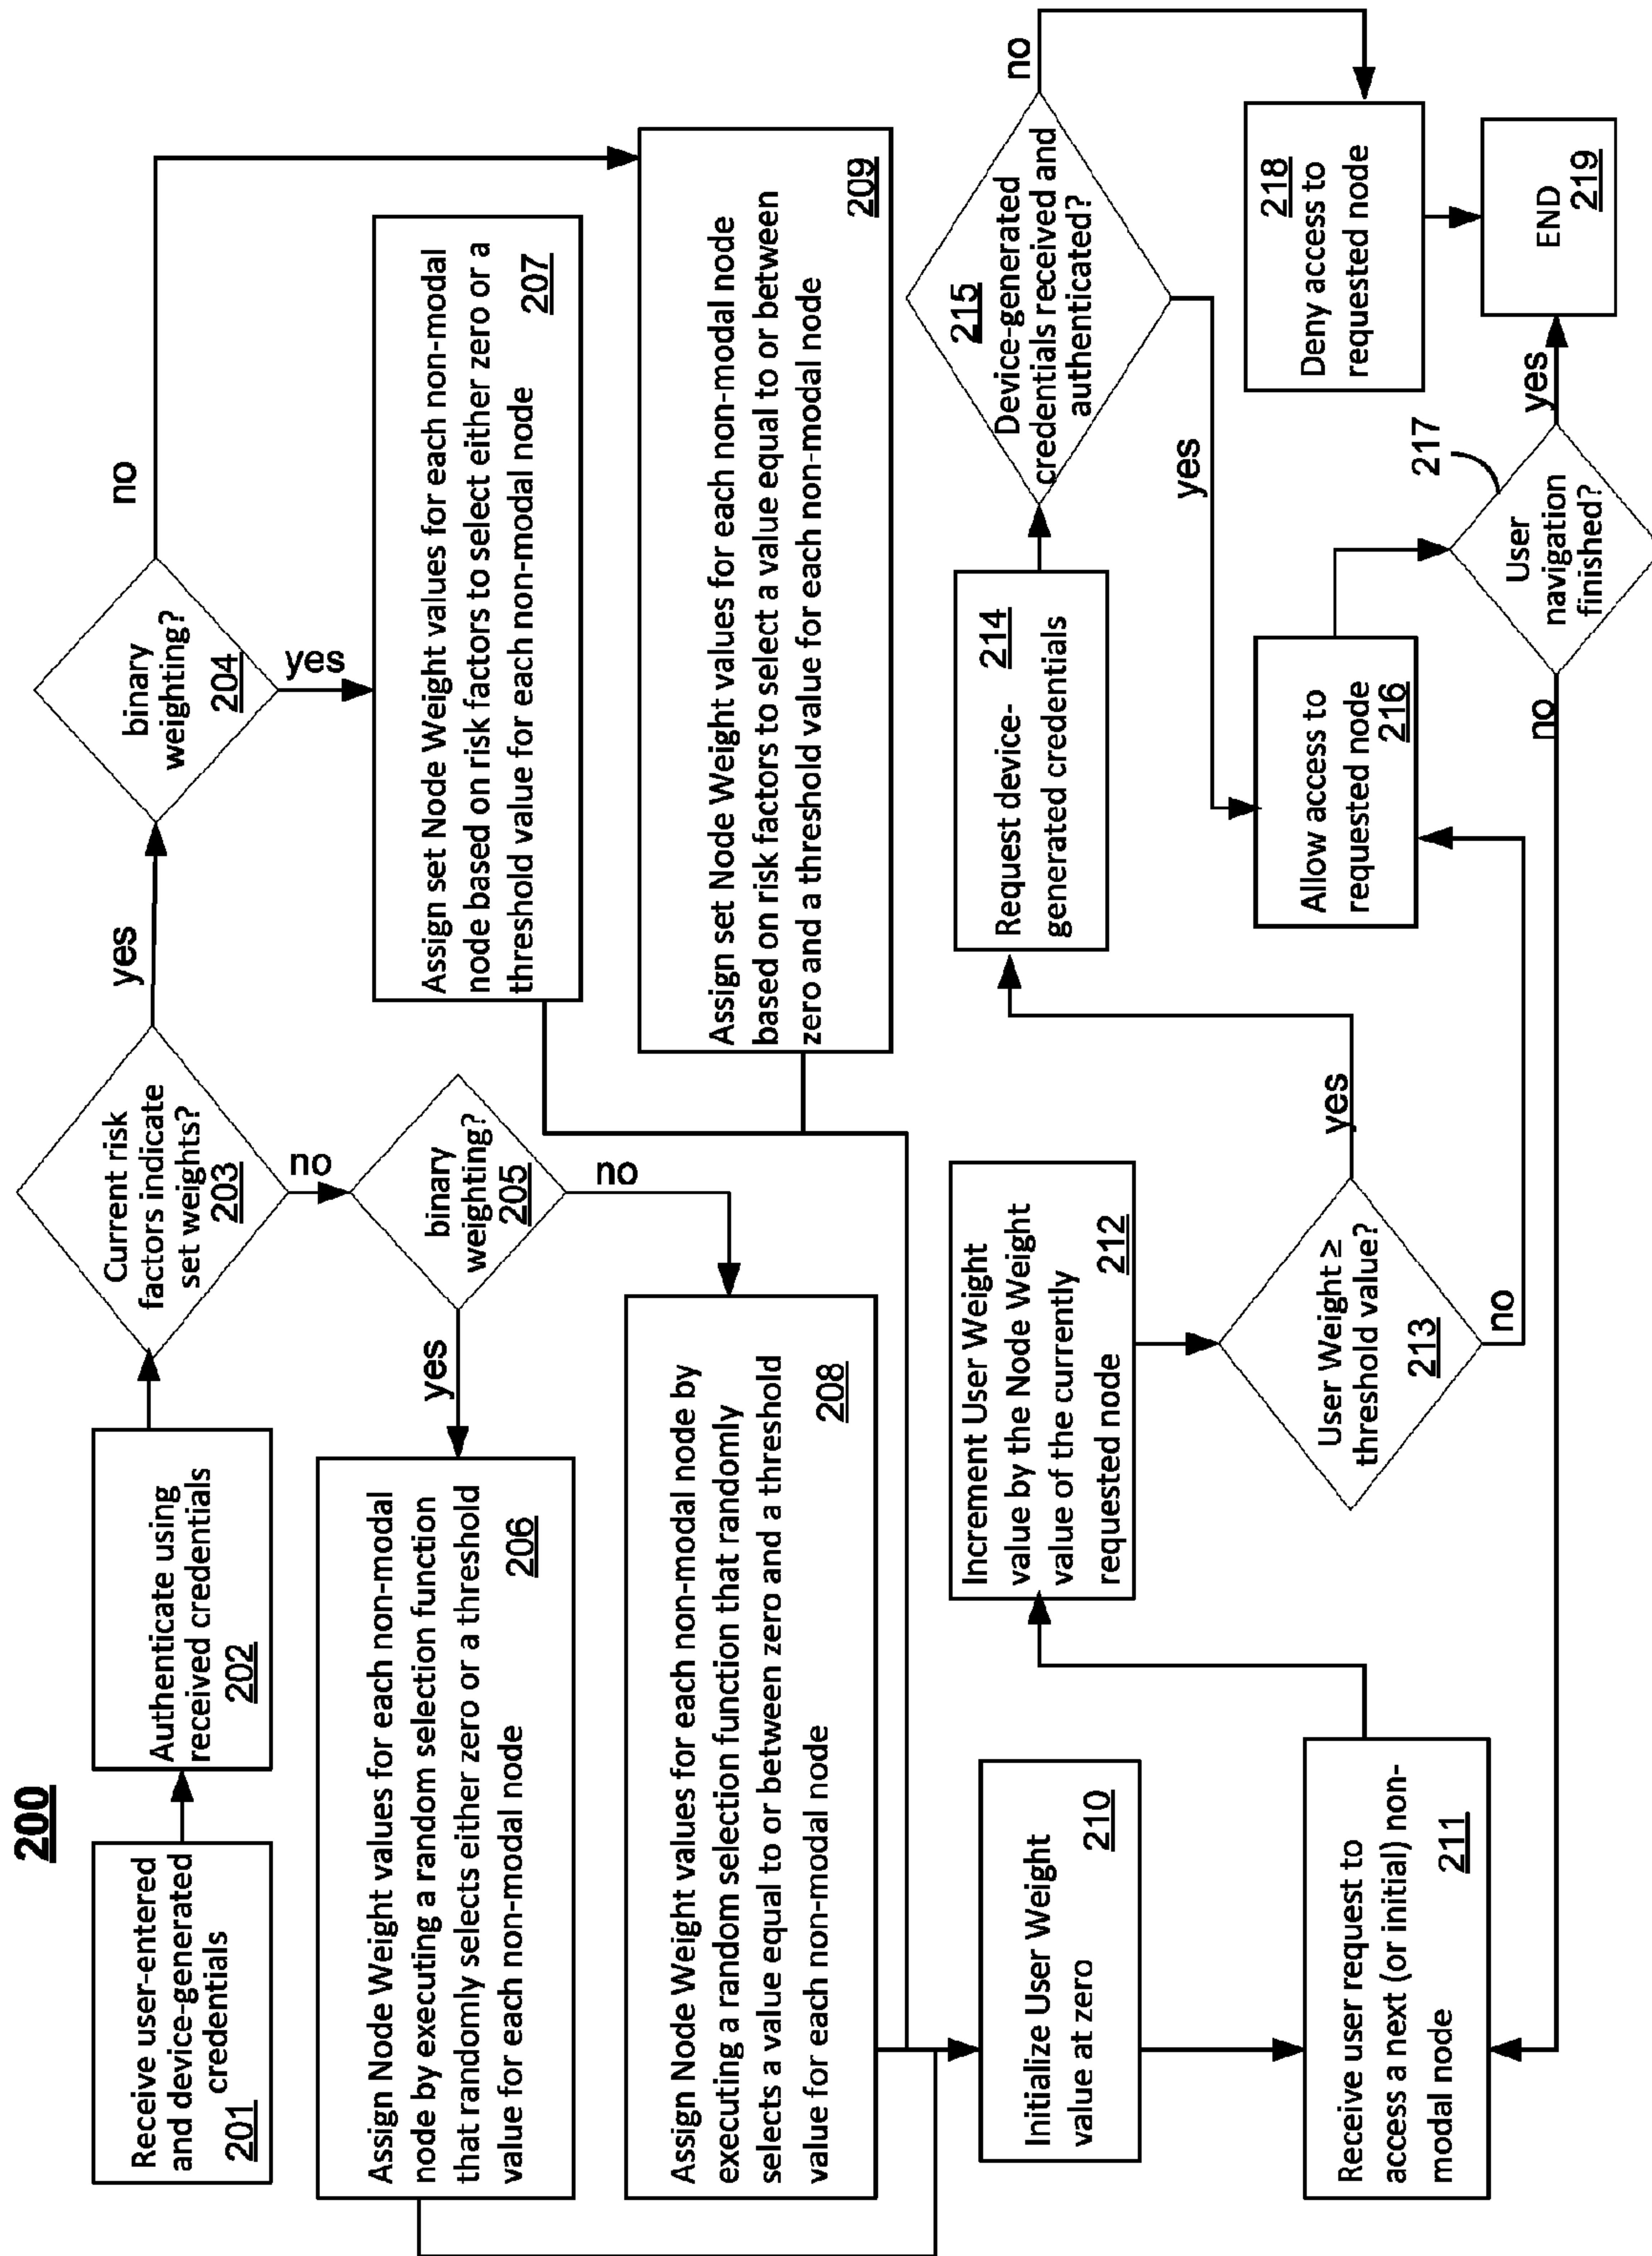 200
Receive user-entered
and device-generated
credentials
201
Authenticate using
received credentials
202
Current risk
factors indicate
set weights?
203
yes
no
binary
weighting?
204
yes
no
binary
weighting?
205
yes
no
Assign Node Weight values for each non-modal
node by executing a random selection function
that randomly selects either zero or a threshold
value for each non-modal node
206
Assign set Node Weight values for each non-modal
node based on risk factors to select either zero or a
threshold value for each non-modal node
207
Assign Node Weight values for each non-modal node by
executing a random selection function that randomly
selects a value equal to or between zero and a threshold
value for each non-modal node
208
Assign set Node Weight values for each non-modal node
based on risk factors to select a value equal to or between
zero and a threshold value for each non-modal node
209
Initialize User Weight
value at zero
210
Receive user request to
access a next (or initial) non-
modal node
211
Increment User Weight
value by the Node Weight
value of the currently
requested node
212
User Weight ≥
threshold value?
213
yes
no
Request device-
generated credentials
214
215
Device-generated
credentials received and
authenticated?
yes
no
Allow access to
requested node
216
User
navigation
finished?
217
yes
no
218
Deny access to
requested node
END
219